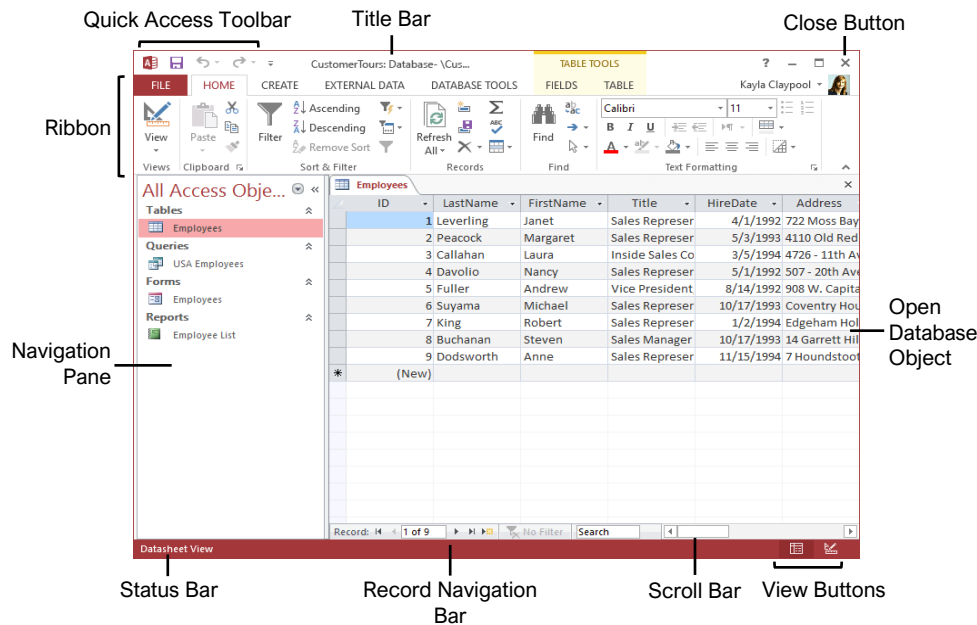 Quick Access Toolbar
Title Bar
Close Button
CustomerTours: Database- \Cus...
TABLE TOOLS
?
FILE HOME CREATE EXTERNAL DATA DATABASE TOOLS FIELDS TABLE
Kayla Claypool
Ribbon
View
Paste
Filter
Ascending
Descending
Remove Sort
Refresh
All
ABC
Find
ab
ac
Calibri
11
B I U
A
ab
Views
Clipboard
Sort & Filter
Records
Find
Text Formatting
All Access Obje...
Tables
Employees
Queries
USA Employees
Forms
Employees
Reports
Employee List
Employees
ID LastName FirstName Title HireDate Address
1 Leverling Janet Sales Represer 4/1/1992 722 Moss Bay
2 Peacock Margaret Sales Represer 5/3/1993 4110 Old Red
3 Callahan Laura Inside Sales Co 3/5/1994 4726 - 11th Av
4 Davolio Nancy Sales Represer 5/1/1992 507 - 20th Ave
5 Fuller Andrew Vice President 8/14/1992 908 W. Capita
6 Suyama Michael Sales Represer 10/17/1993 Coventry Hou
7 King Robert Sales Represer 1/2/1994 Edgeham Hol
8 Buchanan Steven Sales Manager 10/17/1993 14 Garrett Hil
9 Dodsworth Anne Sales Represer 11/15/1994 7 Houndstoot
(New)
Navigation
Pane
Open
Database
Object
Record: 1 of 9 No Filter Search
Datasheet View
Status Bar
Record Navigation
Bar
Scroll Bar
View Buttons